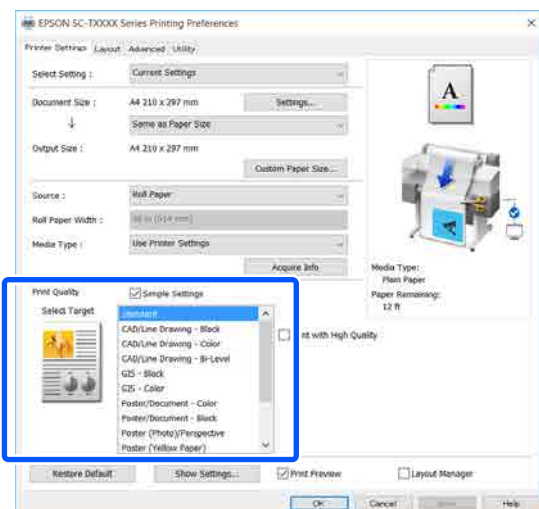 EPSON SC-TXXXX Series Printing Preferences
Printer Settings Layout Advanced Utility
Select Setting : Current Settings
Document Size : A4 210 x 297 mm Settings...
Same as Paper Size
Output Size : A4 210 x 297 mm
Custom Paper Size...
Source : Roll Paper
Roll Paper Width :
Media Type : Use Printer Settings
Acquire Info
Media Type:
Plain Paper
Paper Remaining:
12 ft
Print Quality Simple Settings
Select Target Standard
CAD/Line Drawing - Black
CAD/Line Drawing - Color
CAD/Line Drawing - Bi-Level
GIS - Black
GIS - Color
Poster/Document - Color
Poster/Document - Black
Poster (Photo)/Perspective
Poster (Yellow Paper)
nt with High Quality
Restore Default Show Settings... Print Preview Layout Manager
OK Cancel Help